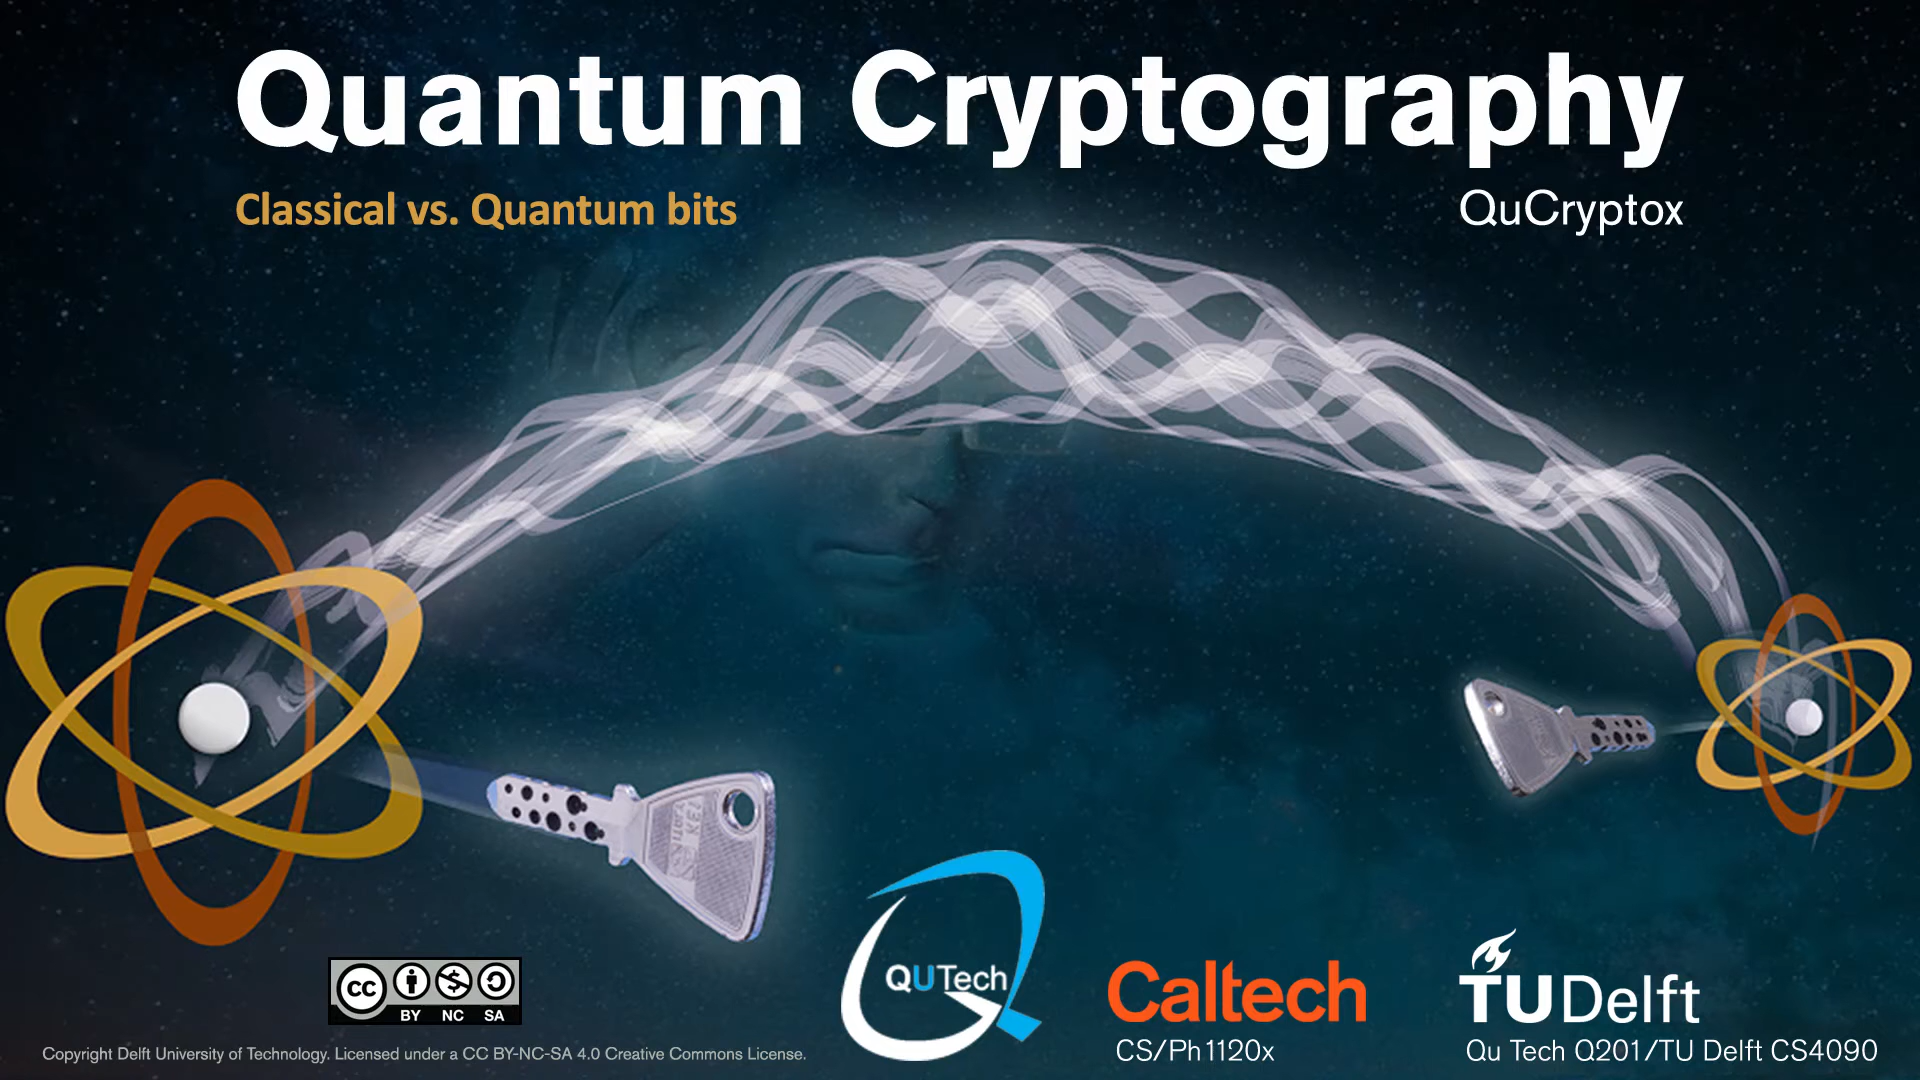 Quantum Cryptography
Classical vs. Quantum bits
QuCryptox
QUTech
Caltech
CS/Ph1120x
TUDelft
Qu Tech Q201/TU Delft CS4090
cc
BY NC SA
Copyright Delft University of Technology. Licensed under a CC BY-NC-SA 4.0 Creative Commons License.